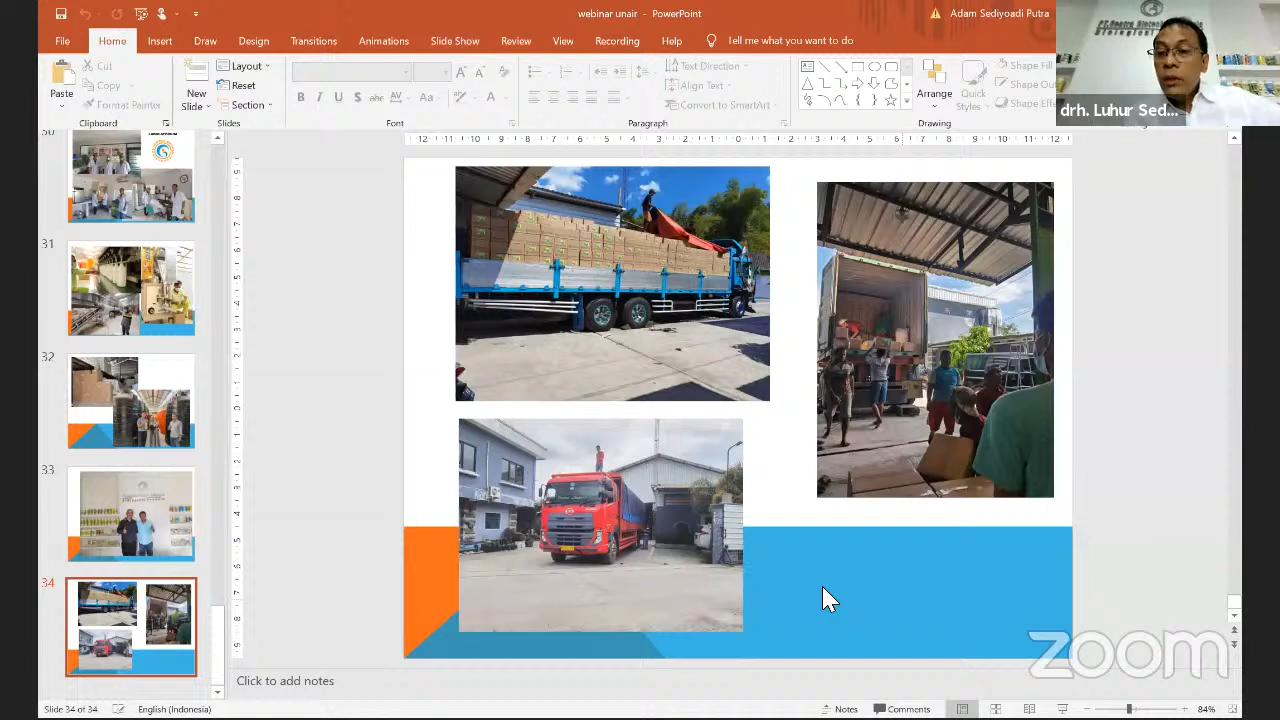 webinar unair - PowerPoint
Adam Sediyoadi Putra
File Home Insert Draw Design Transitions Animations Slide Show Review View Recording Help Tell me what you want to do
Paste
Cut
Copy
Format Painter
Clipboard
New Slide
Layout
Reset
Section
Slides
Font
Text Direction
Align Text
Convert to SmartArt
Paragraph
Arrange
Quick Styles
Shape Fill
Shape Effe
Drawing
drh. Luhur Sed...
31
32
33
34
zoom
Click to add notes
Slide 34 of 34
English (Indonesia)
Notes
Comments
84%